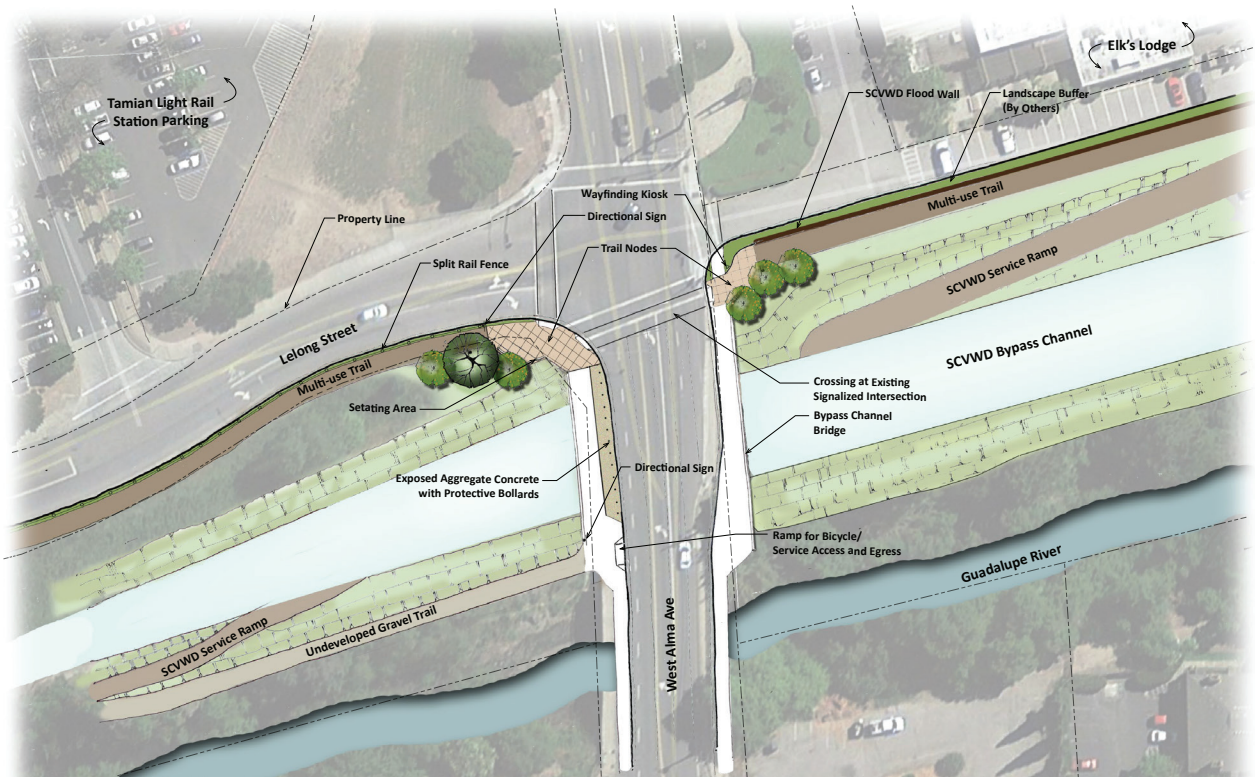 Elk's Lodge
Tamian Light Rail
Station Parking
SCVWD Flood Wall
Landscape Buffer
(By Others)
Wayfinding Kiosk
Multi-use Trail
Property Line
Directional Sign
Trail Nodes
Split Rail Fence
SCVWD Service Ramp
Lelong Street
SCVWD Bypass Channel
Multi-use Trail
Setating Area
Crossing at Existing
Signalized Intersection
Bypass Channel
Bridge
Exposed Aggregate Concrete
with Protective Bollards
Directional Sign
Ramp for Bicycle/
Service Access and Egress
Guadalupe River
SCVWD Service Ramp
Undeveloped Gravel Trail
West Alma Ave